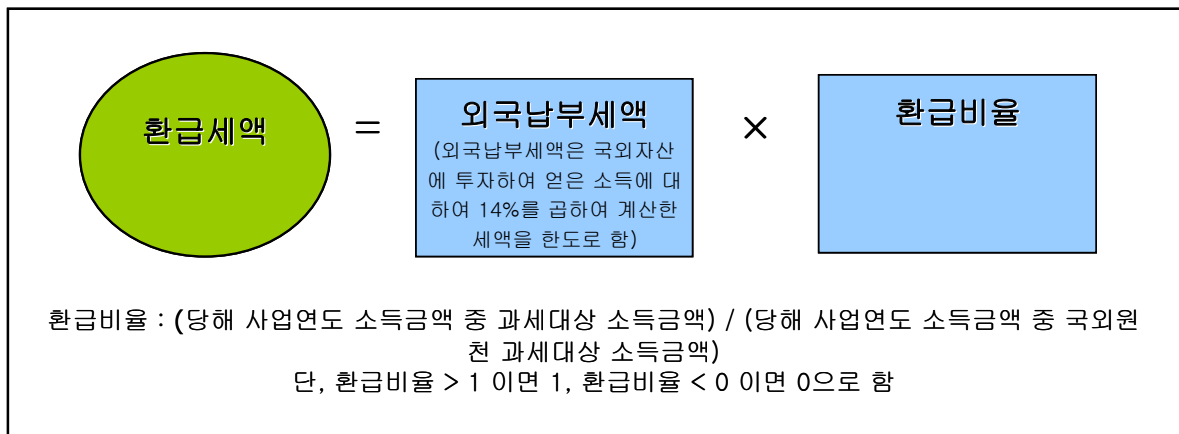 환급세액
=
외국납부세액
(외국납부세액은 국외자산
에 투자하여 얻은 소득에 대
하여 14%를 곱하여 계산한
세액을 한도로 함)
×
환급비율
환급비율 : (당해 사업연도 소득금액 중 과세대상 소득금액) / (당해 사업연도 소득금액 중 국외원
천 과세대상 소득금액)
단, 환급비율 > 1 이면 1, 환급비율 < 0 이면 0으로 함